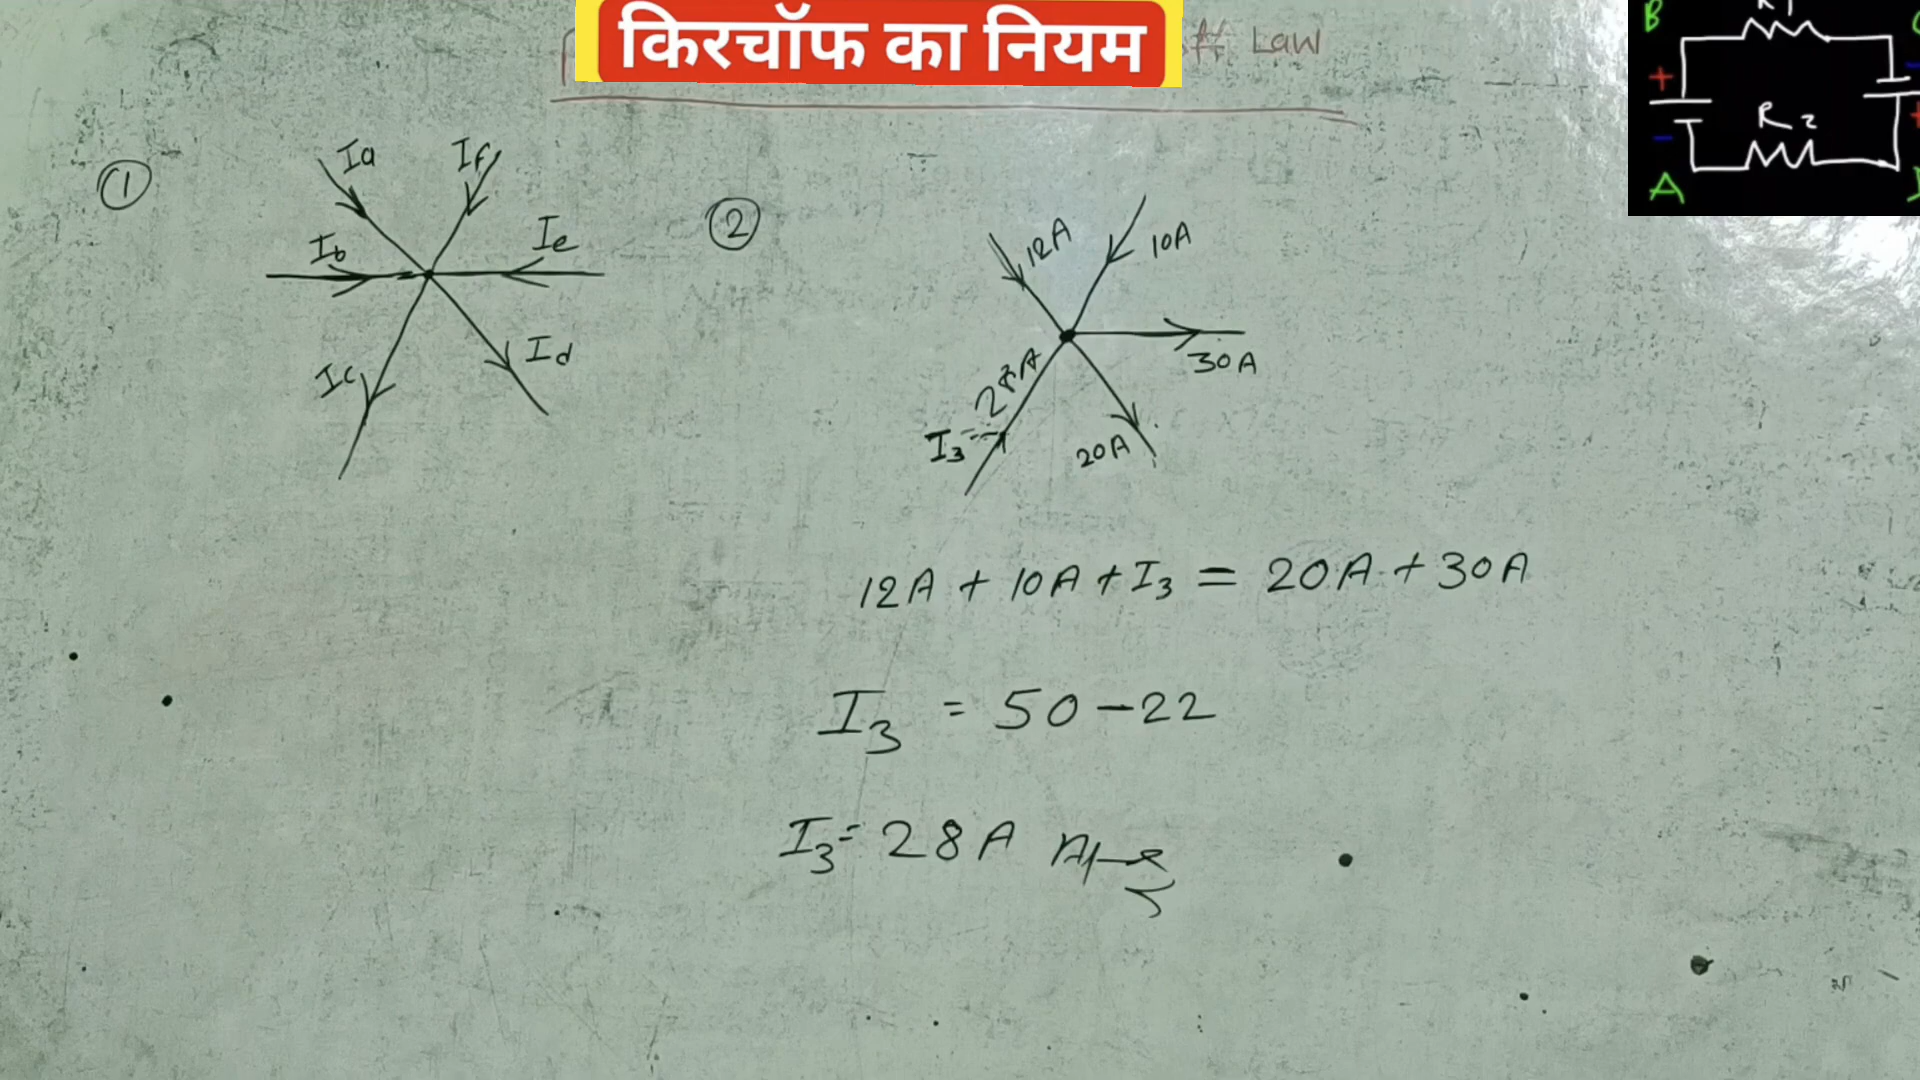 किरचॉफ का नियम
Law
B
R1
+
-
-
+
R2
A
①
Ia
If
Ib
Ie
Ic
Id
②
12A
10A
30A
28A
I3 =
20A
12A + 10A + I3 = 20A + 30A
I3 = 50 - 22
I3 = 28A